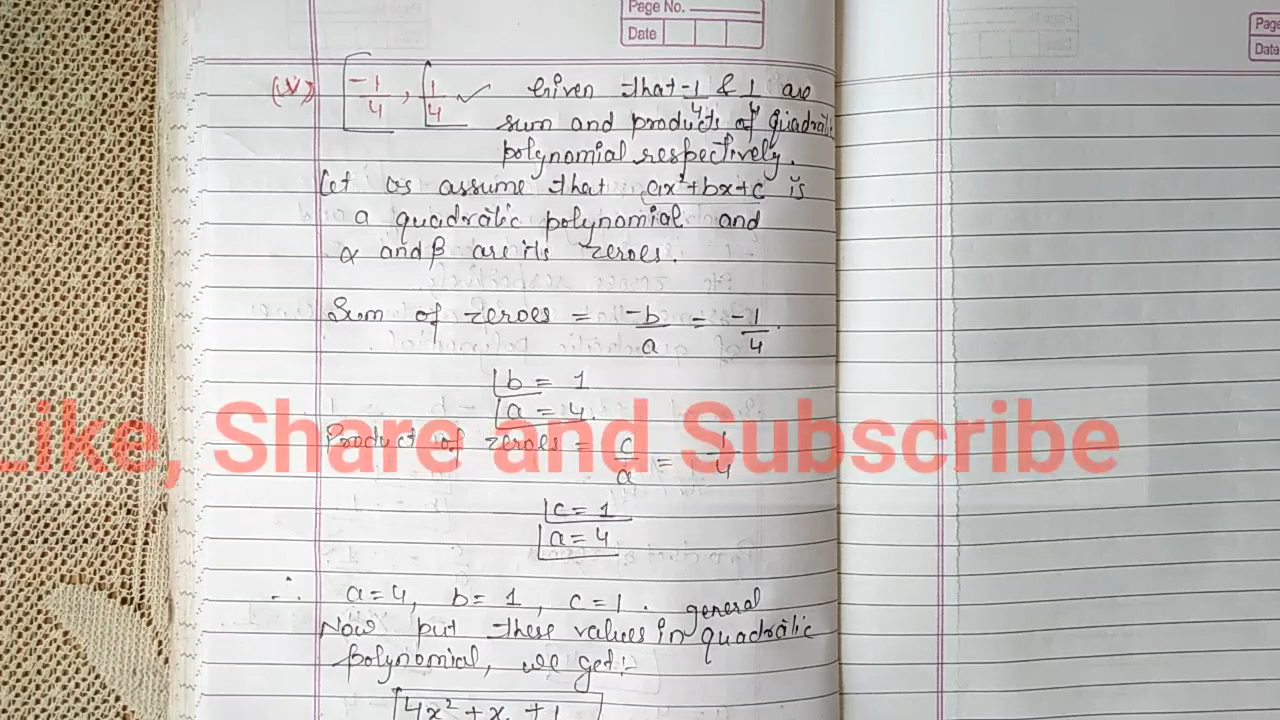 Page No.
Date
Page
Date
(v) -1/4, 1/4 ✓ Given that -1/4 & 1/4 are
sum and products of quadratic
polynomial respectively.
Let us assume that ax²+bx+c is
a quadratic polynomial and
α and β are its zeroes.
Sum of zeroes = -b/a = -1/4.
b = 1
a = 4.
Like, Share and Subscribe
Product of zeroes = c/a = 1/4
c = 1
a = 4
∴ a=4, b=1, c=1. general
Now put these values in quadratic
polynomial, we get:-
4x² + x + 1